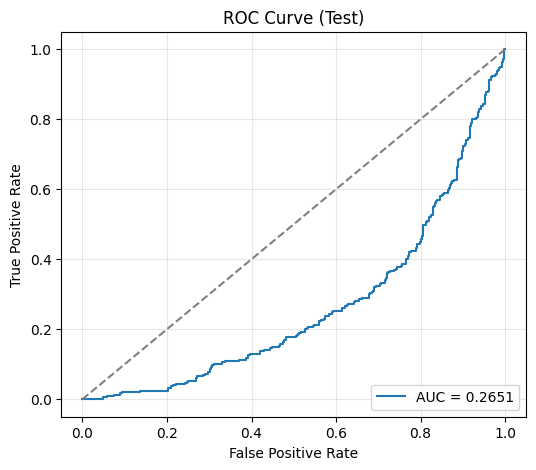 ROC Curve (Test)
True Positive Rate
1.0
0.8
0.6
0.4
0.2
0.0
0.0 0.2 0.4 0.6 0.8 1.0
False Positive Rate
AUC = 0.2651